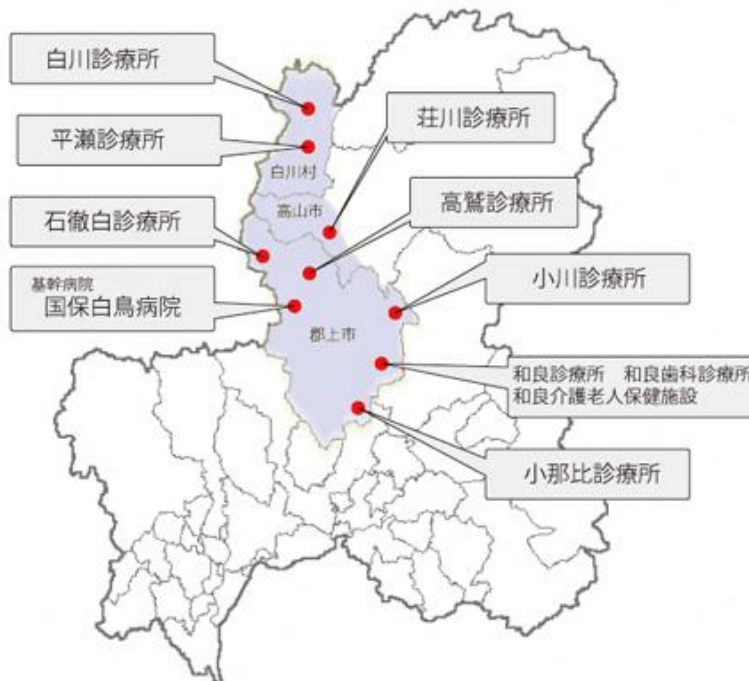 白川診療所
平瀬診療所
荘川診療所
白川村
高山市
石徹白診療所
高鷲診療所
基幹病院
国保白鳥病院
小川診療所
郡上市
和良診療所 和良歯科診療所
和良介護老人保健施設
小那比診療所